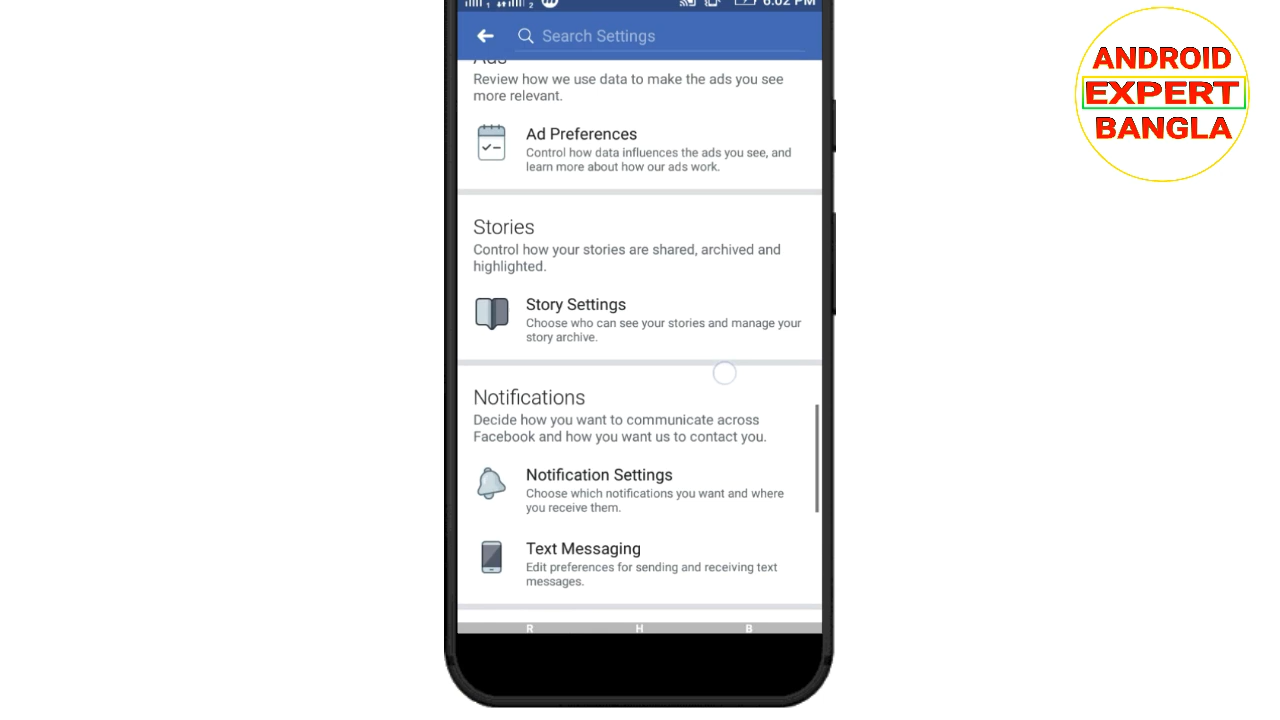 6:02 PM
Search Settings
Ads
Review how we use data to make the ads you see
more relevant.
Ad Preferences
Control how data influences the ads you see, and
learn more about how our ads work.
Stories
Control how your stories are shared, archived and
highlighted.
Story Settings
Choose who can see your stories and manage your
story archive.
Notifications
Decide how you want to communicate across
Facebook and how you want us to contact you.
Notification Settings
Choose which notifications you want and where
you receive them.
Text Messaging
Edit preferences for sending and receiving text
messages.
R H B
ANDROID
EXPERT
BANGLA